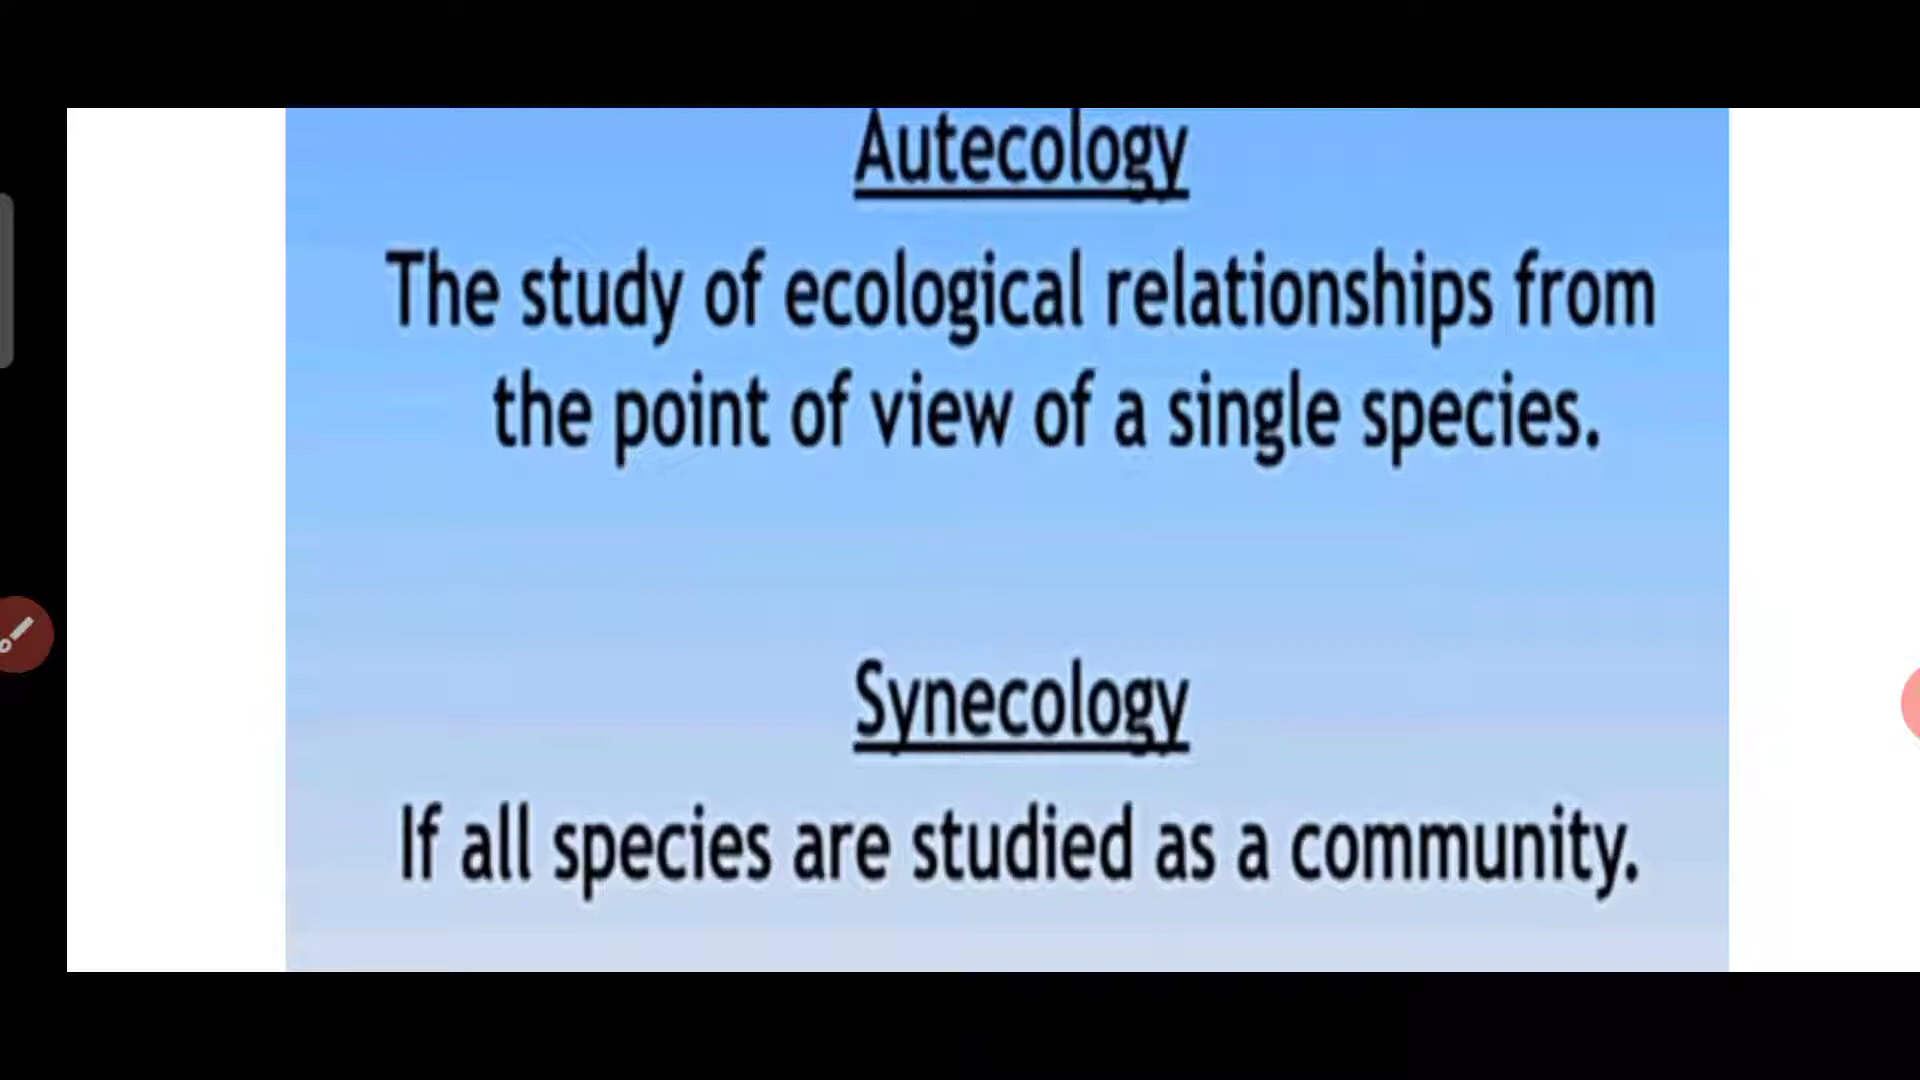 Autecology
The study of ecological relationships from
the point of view of a single species.
Synecology
If all species are studied as a community.